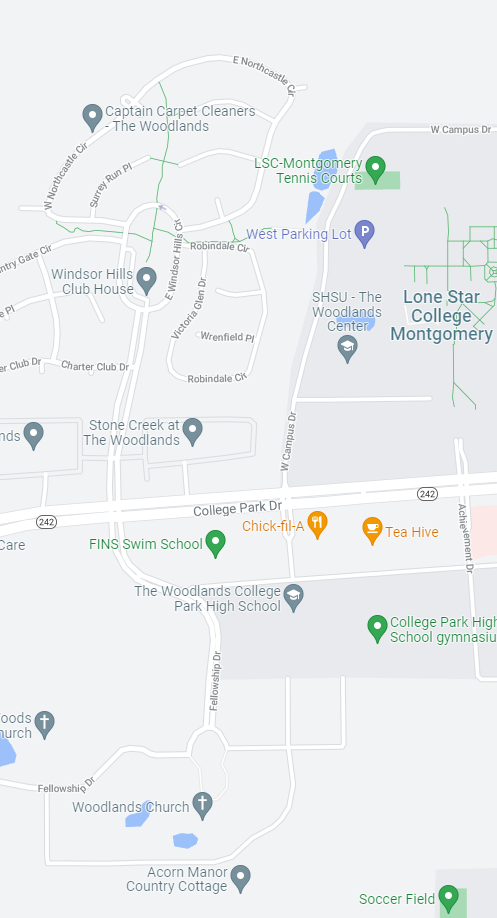 E Northcastle Cir
Captain Carpet Cleaners
- The Woodlands
W Campus Dr
W Northcastle Cir
LSC-Montgomery
Tennis Courts
Surrey Run Pl
West Parking Lot
P
E Windsor Hills Cir
Robindale Cir
ntry Gate Cir
Windsor Hills
Club House
SHSU - The
Woodlands
Center
Lone Star
College
Montgomery
Victoria Glen Dr
e Pl
Wrenfield Pl
er Club Dr
Charter Club Dr
Robindale Cir
W Campus Dr
Stone Creek at
The Woodlands
nds
242
College Park Dr
242
Chick-fil-A
Tea Hive
Achievement Dr
Care
FINS Swim School
The Woodlands College
Park High School
College Park High
School gymnasiu
Fellowship Dr
oods
hurch
Fellowship Dr
Woodlands Church
Acorn Manor
Country Cottage
Soccer Field